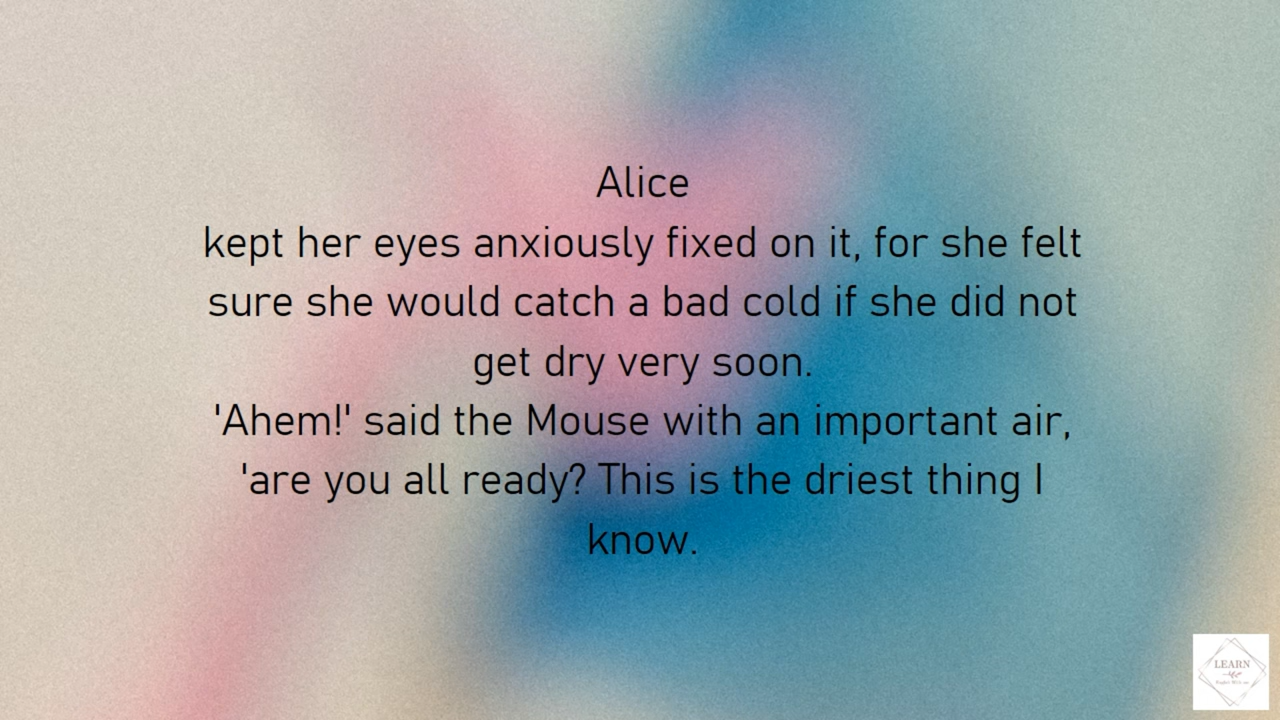 Alice
kept her eyes anxiously fixed on it, for she felt
sure she would catch a bad cold if she did not
get dry very soon.
'Ahem!' said the Mouse with an important air,
'are you all ready? This is the driest thing I
know.
LEARN